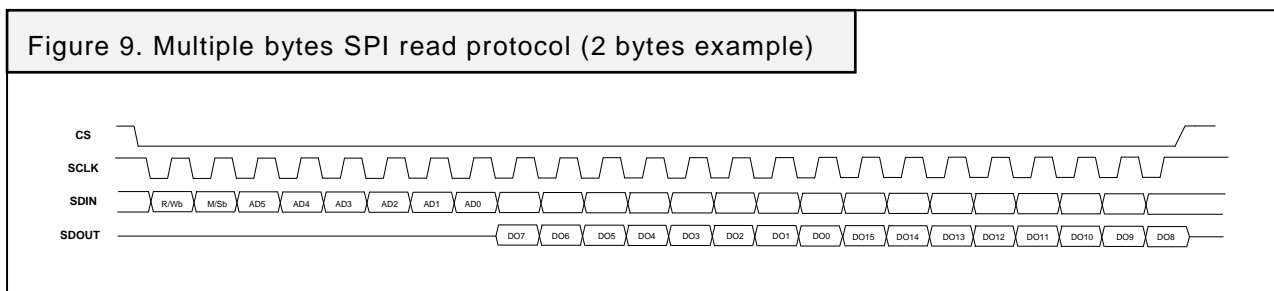 Figure 9. Multiple bytes SPI read protocol (2 bytes example)
CS
SCLK
SDIN R/Wb M/Sb AD5 AD4 AD3 AD2 AD1 AD0
SDOUT DO7 DO6 DO5 DO4 DO3 DO2 DO1 DO0 DO15 DO14 DO13 DO12 DO11 DO10 DO9 DO8